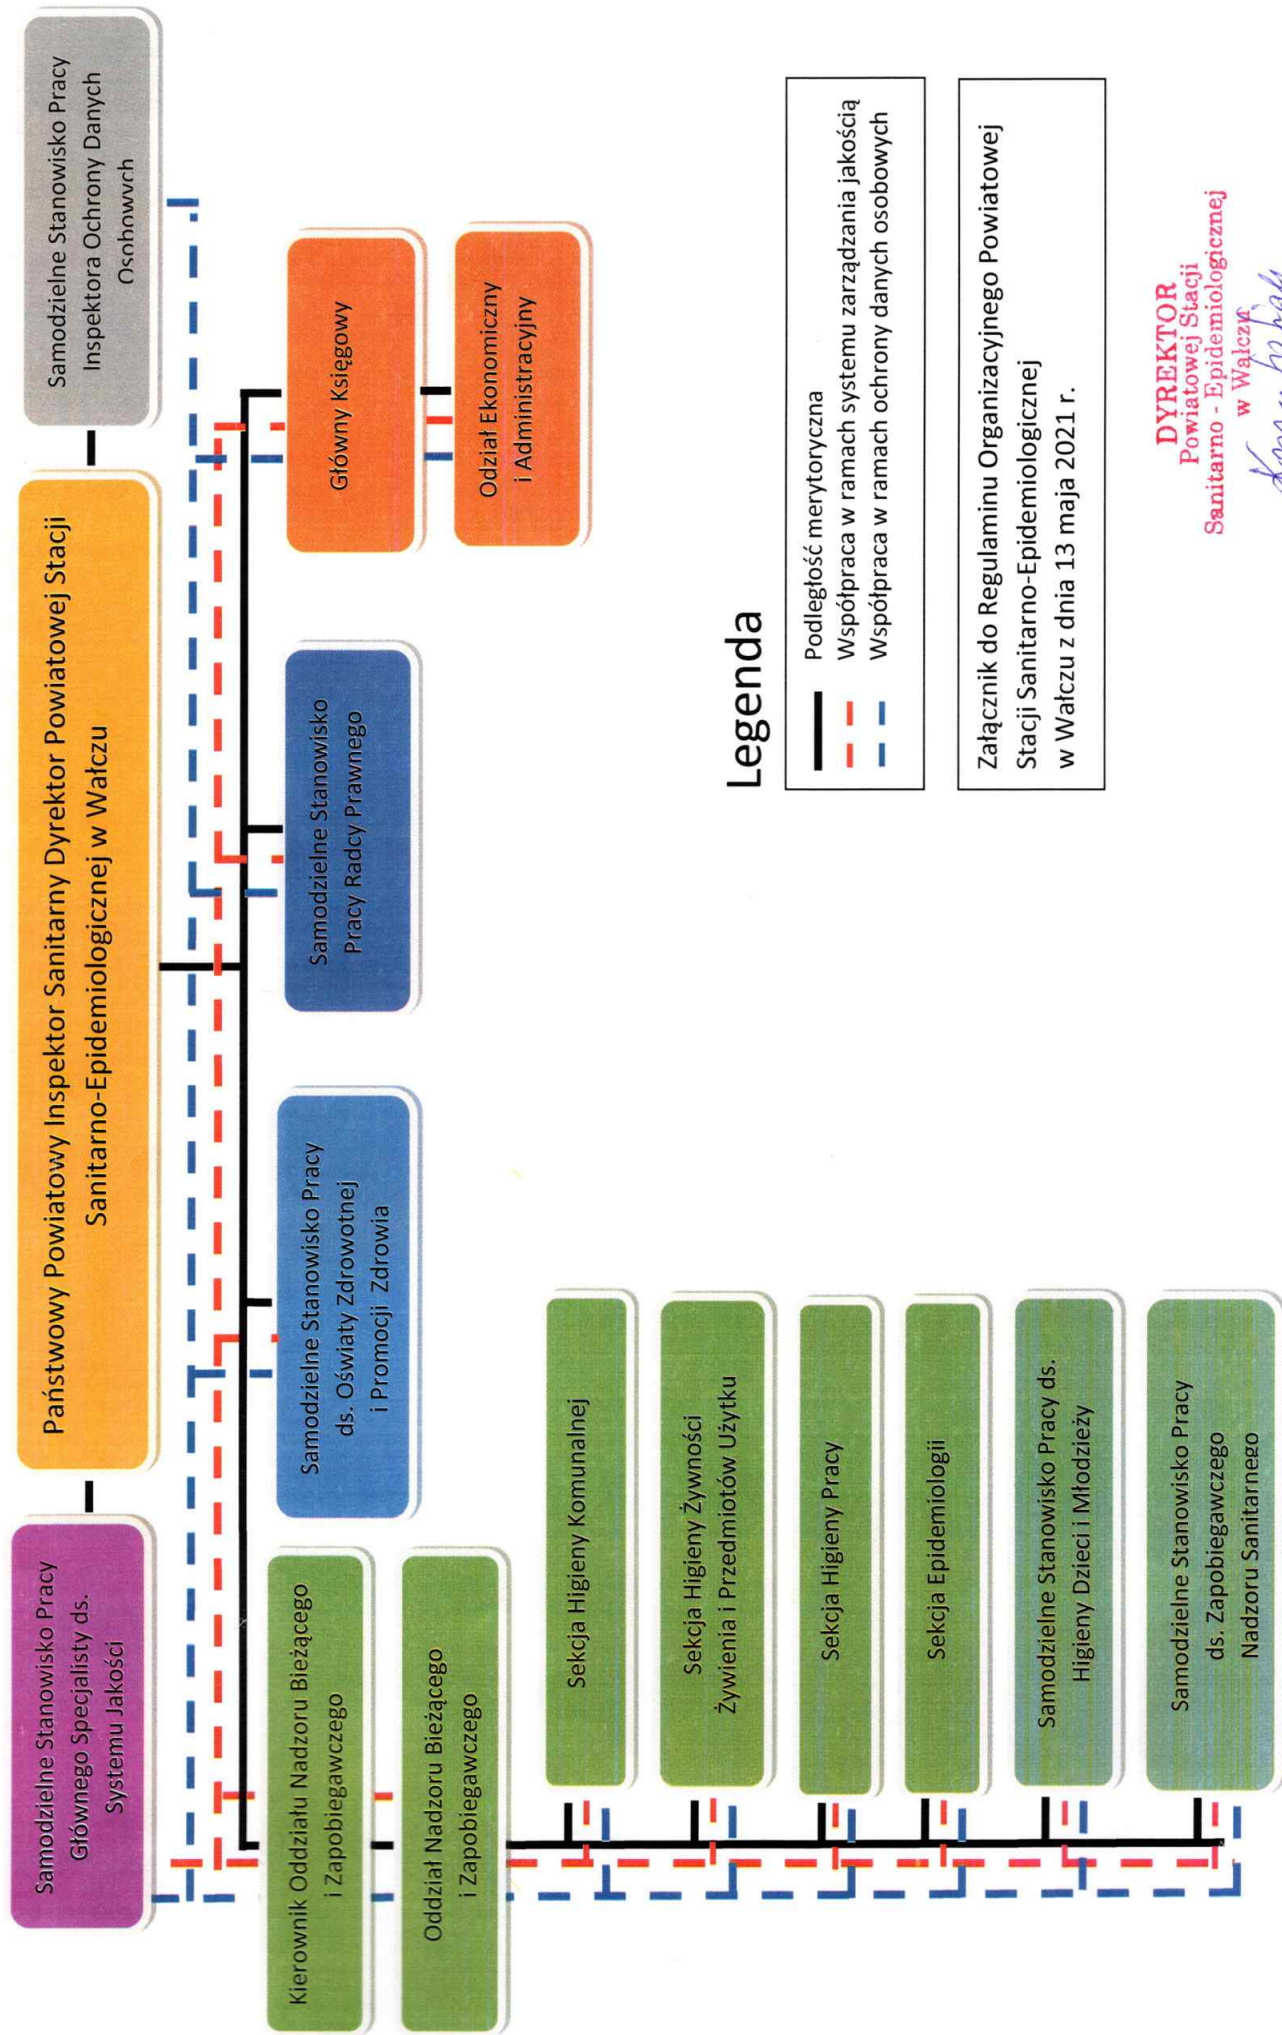 Samodzielne Stanowisko Pracy
Głównego Specjalisty ds.
Systemu Jakości
Państwowy Powiatowy Inspektor Sanitarny Dyrektor Powiatowej Stacji
Sanitarno-Epidemiologicznej w Wałczu
Samodzielne Stanowisko Pracy
Inspektora Ochrony Danych
Osobowych
Kierownik Oddziału Nadzoru Bieżącego
i Zapobiegawczego
Oddział Nadzoru Bieżącego
i Zapobiegawczego
Samodzielne Stanowisko Pracy
ds. Oświaty Zdrowotnej
i Promocji Zdrowia
Samodzielne Stanowisko
Pracy Radcy Prawnego
Główny Księgowy
Odział Ekonomiczny
i Administracyjny
Sekcja Higieny Komunalnej
Sekcja Higieny Żywności
Żywienia i Przedmiotów Użytku
Sekcja Higieny Pracy
Sekcja Epidemiologii
Samodzielne Stanowisko Pracy ds.
Higieny Dzieci i Młodzieży
Samodzielne Stanowisko Pracy
ds. Zapobiegawczego
Nadzoru Sanitarnego
Legenda
Podległość merytoryczna
Współpraca w ramach systemu zarządzania jakością
Współpraca w ramach ochrony danych osobowych
Załącznik do Regulaminu Organizacyjnego Powiatowej
Stacji Sanitarno-Epidemiologicznej
w Wałczu z dnia 13 maja 2021 r.
DYREKTOR
Powiatowej Stacji
Sanitarno - Epidemiologicznej
w Wałczu